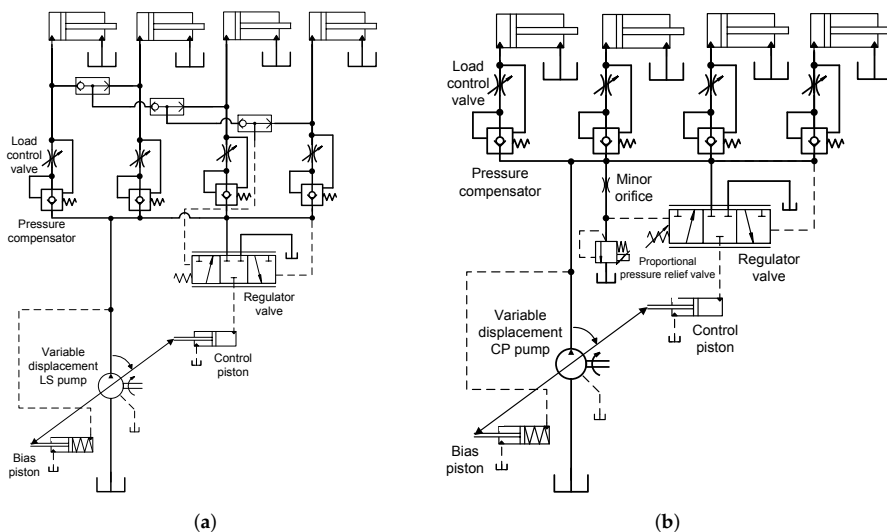 Load
control
valve
Pressure
compensator
Regulator
valve
Variable
displacement
LS pump
Control
piston
Bias
piston
(a)
Load
control
valve
Pressure
compensator
Minor
orifice
Proportional
pressure relief valve
Regulator
valve
Variable
displacement
CP pump
Control
piston
Bias
piston
(b)